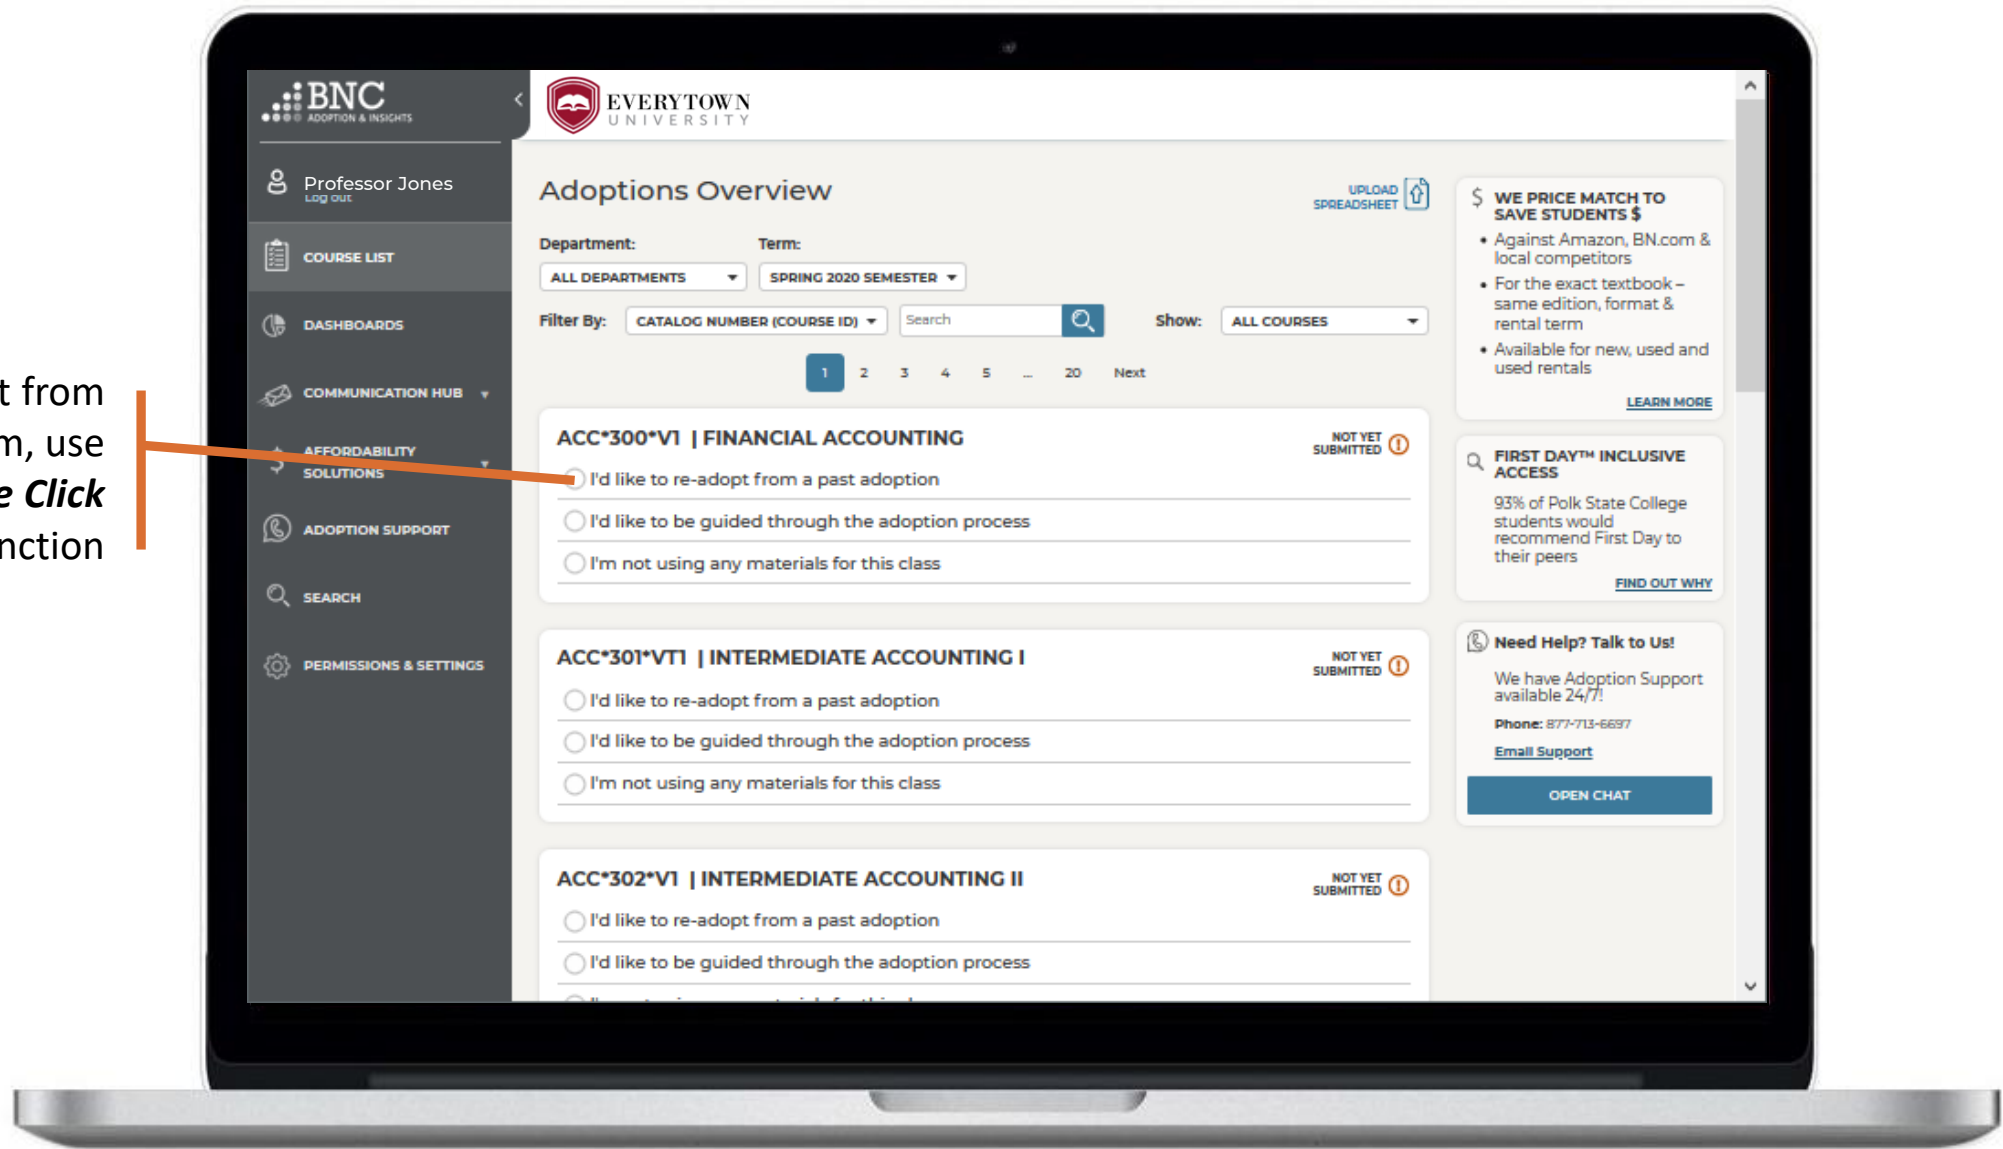 t from
m, use
e Click
nction
BNC
ADOPTION & INSIGHTS
Professor Jones
Log out
COURSE LIST
DASHBOARDS
COMMUNICATION HUB
AFFORDABILITY
SOLUTIONS
ADOPTION SUPPORT
SEARCH
PERMISSIONS & SETTINGS
EVERYTOWN
UNIVERSITY
Adoptions Overview
UPLOAD
SPREADSHEET
Department: Term:
ALL DEPARTMENTS SPRING 2020 SEMESTER
Filter By: CATALOG NUMBER (COURSE ID) Search Show: ALL COURSES
1 2 3 4 5 ... 20 Next
ACC*300*V1 | FINANCIAL ACCOUNTING
NOT YET
SUBMITTED
I'd like to re-adopt from a past adoption
I'd like to be guided through the adoption process
I'm not using any materials for this class
ACC*301*VT1 | INTERMEDIATE ACCOUNTING I
NOT YET
SUBMITTED
I'd like to re-adopt from a past adoption
I'd like to be guided through the adoption process
I'm not using any materials for this class
ACC*302*V1 | INTERMEDIATE ACCOUNTING II
NOT YET
SUBMITTED
I'd like to re-adopt from a past adoption
I'd like to be guided through the adoption process
$ WE PRICE MATCH TO
SAVE STUDENTS $
• Against Amazon, BN.com &
local competitors
• For the exact textbook –
same edition, format &
rental term
• Available for new, used and
used rentals
LEARN MORE
FIRST DAY™ INCLUSIVE
ACCESS
93% of Polk State College
students would
recommend First Day to
their peers
FIND OUT WHY
Need Help? Talk to Us!
We have Adoption Support
available 24/7!
Phone: 877-713-6697
Email Support
OPEN CHAT